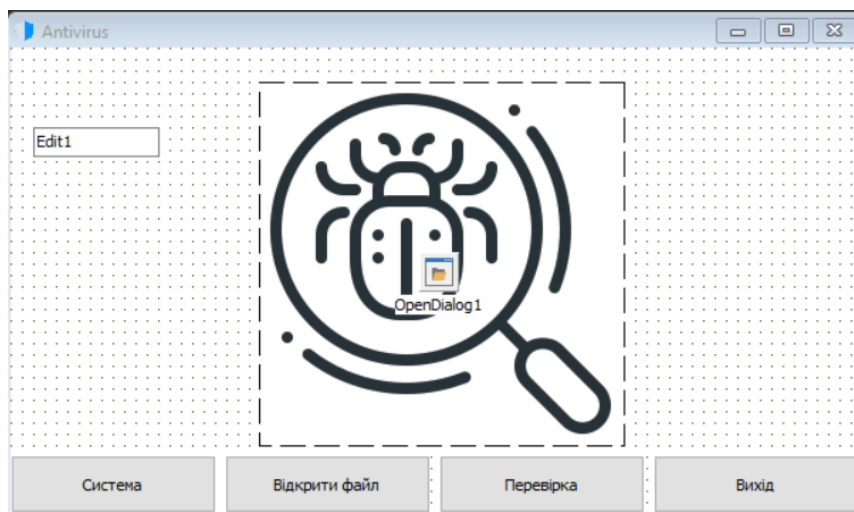 Antivirus
Edit1
OpenDialog1
Система
Відкрити файл
Перевірка
Вихід